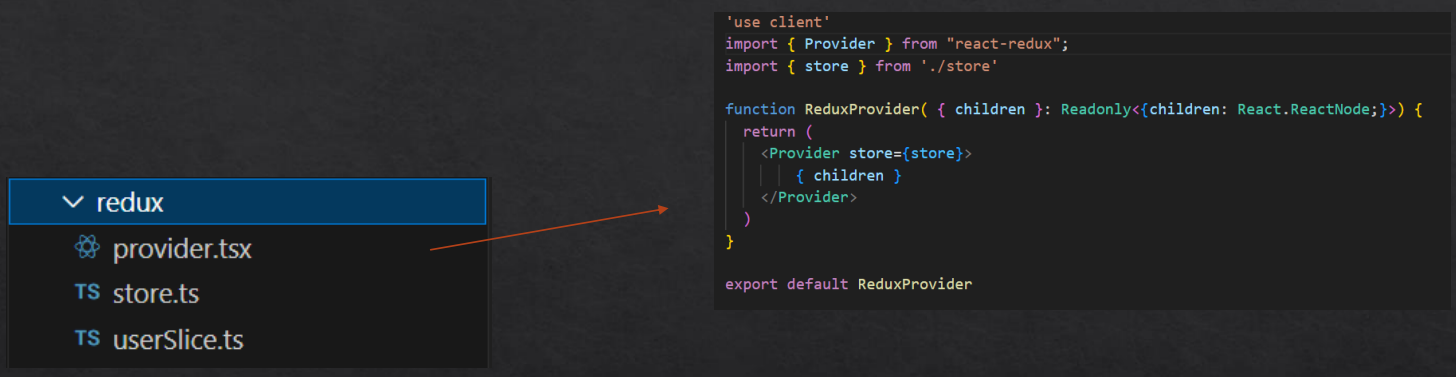 redux
provider.tsx
TS store.ts
TS userSlice.ts
'use client'
import { Provider } from "react-redux";
import { store } from './store'
function ReduxProvider( { children }: Readonly<{children: React.ReactNode;}>) {
  return (
    <Provider store={store}>
        { children }
    </Provider>
  )
}
export default ReduxProvider